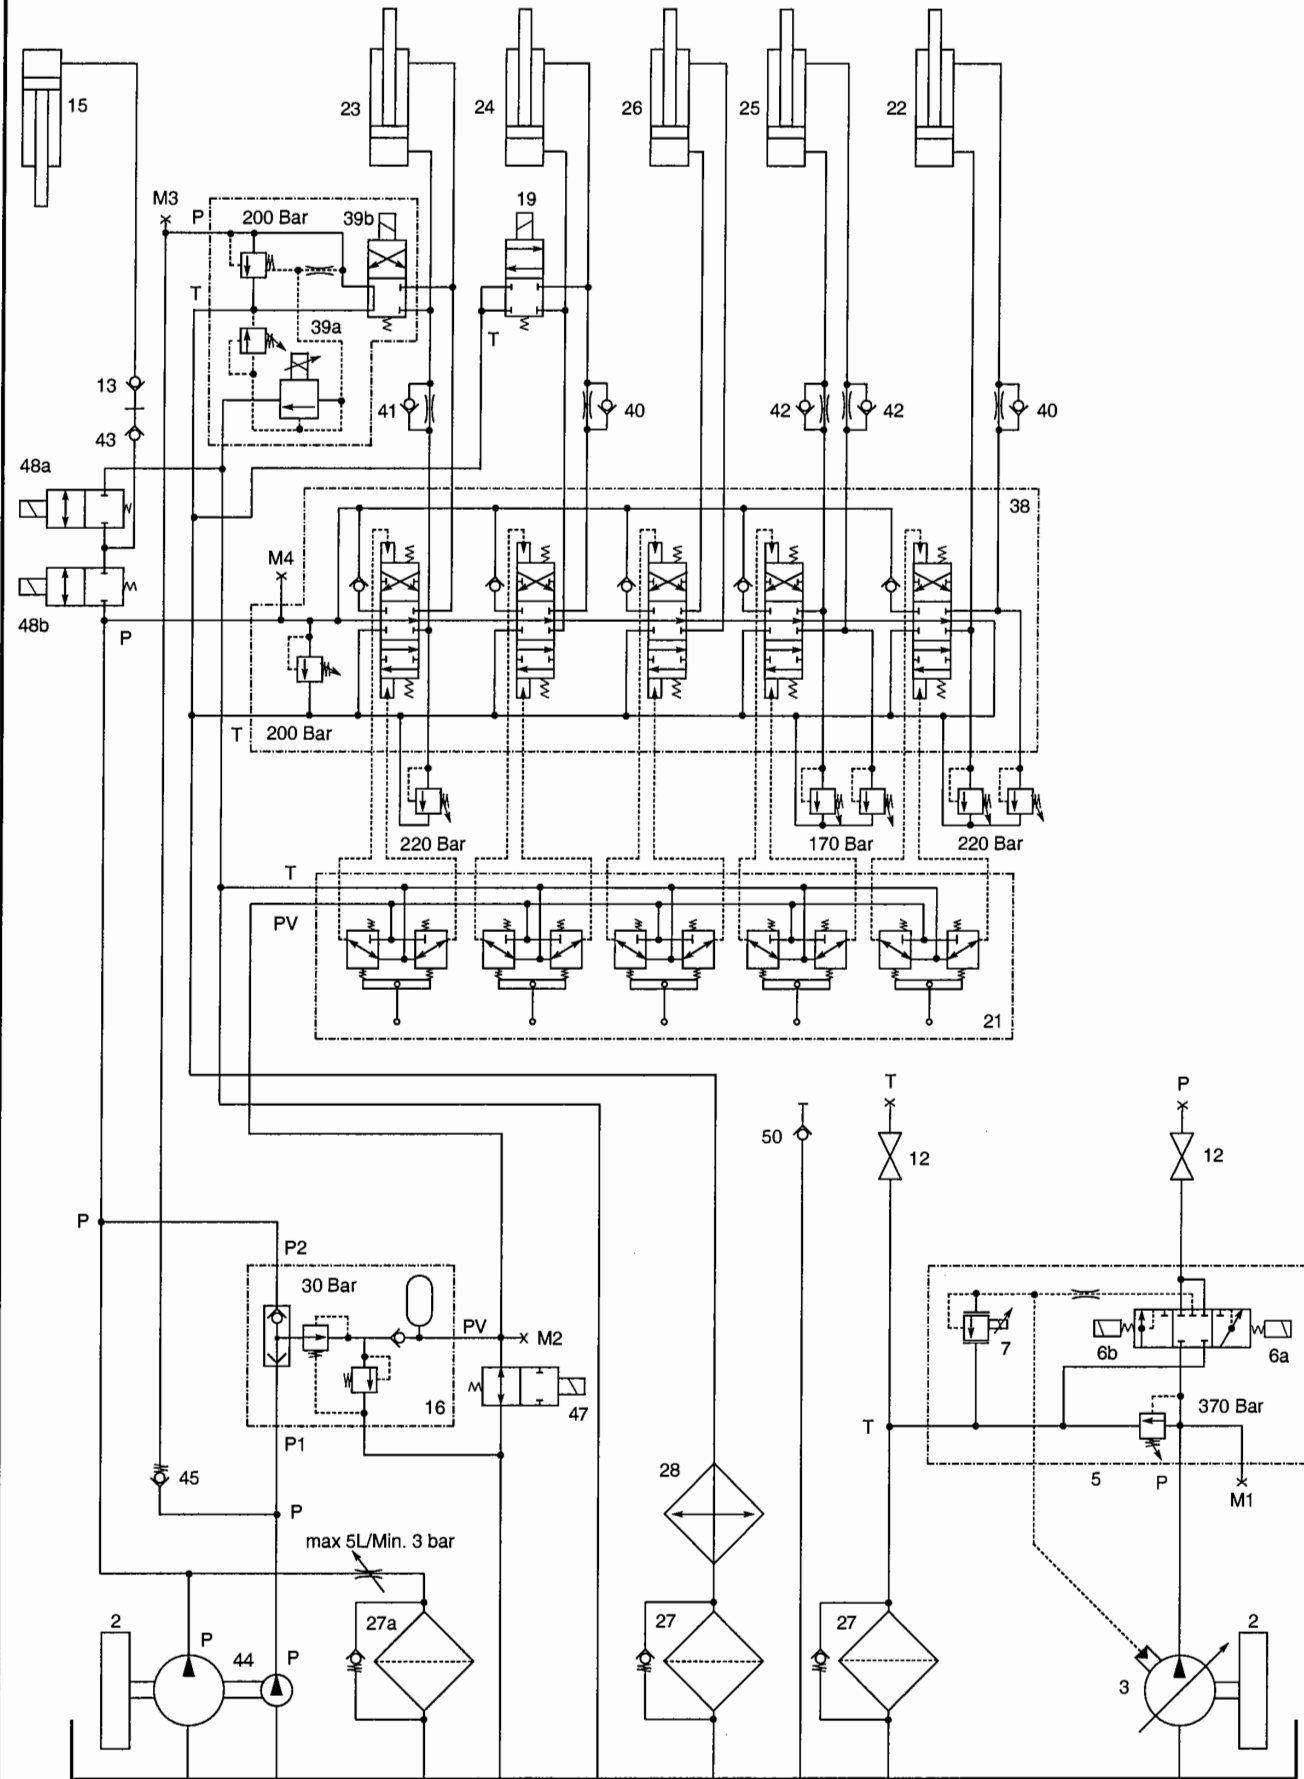 23
24
26
25
22
15
M3
P
200 Bar
39b
19
T
39a
T
13
41
40
42
42
40
43
48a
38
M4
48b
P
T
200 Bar
220 Bar
170 Bar
220 Bar
T
PV
21
T
P
50
12
12
P
P2
30 Bar
PV
M2
7
6b
6a
16
47
370 Bar
T
P1
28
5
P
45
M1
P
max 5L/Min. 3 bar
2
P
44
P
27a
27
27
2
3